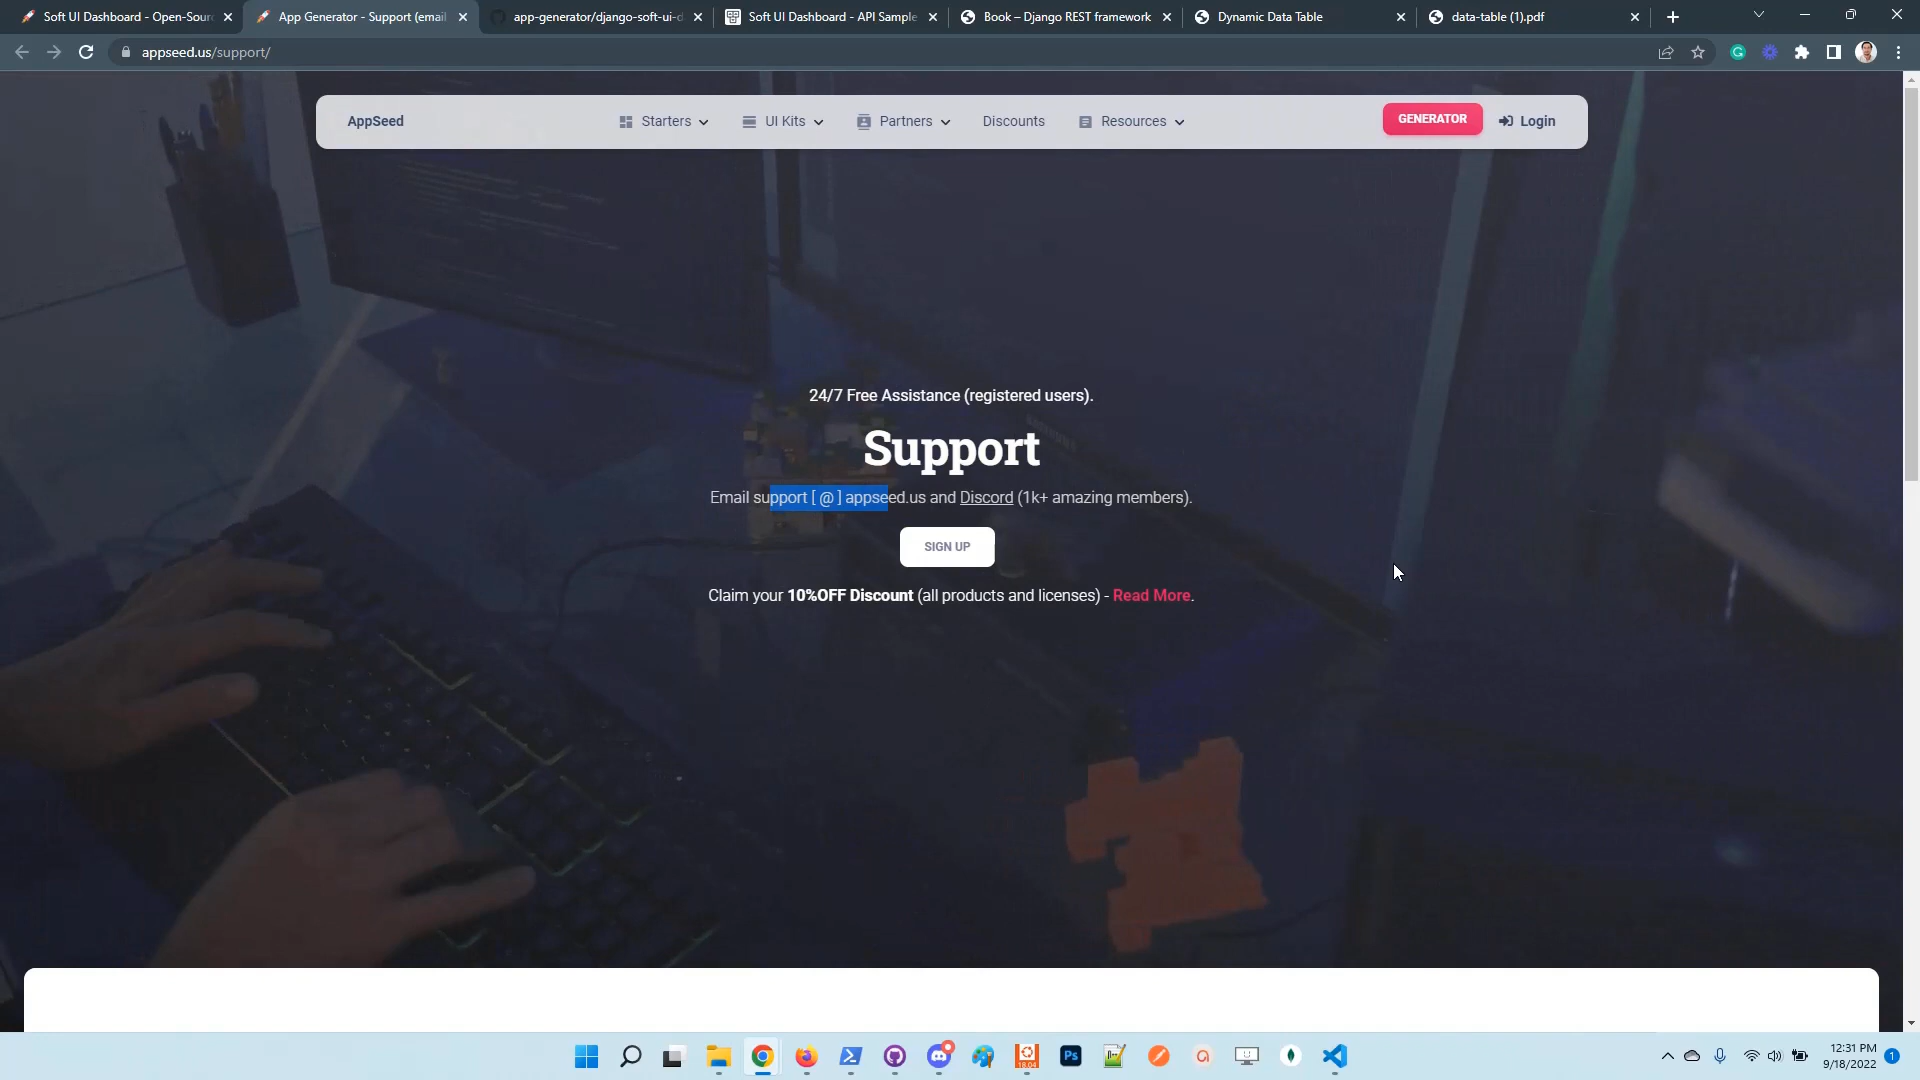 Soft UI Dashboard - Open-Sour
App Generator - Support (email
app-generator/django-soft-ui-d
Soft UI Dashboard - API Sample
Book – Django REST framework
Dynamic Data Table
data-table (1).pdf
appseed.us/support/
AppSeed
Starters
UI Kits
Partners
Discounts
Resources
GENERATOR
Login
24/7 Free Assistance (registered users).
Support
Email support [ @ ] appseed.us and Discord (1k+ amazing members).
SIGN UP
Claim your 10%OFF Discount (all products and licenses) - Read More.
18.04
Ps
12:31 PM
9/18/2022
1